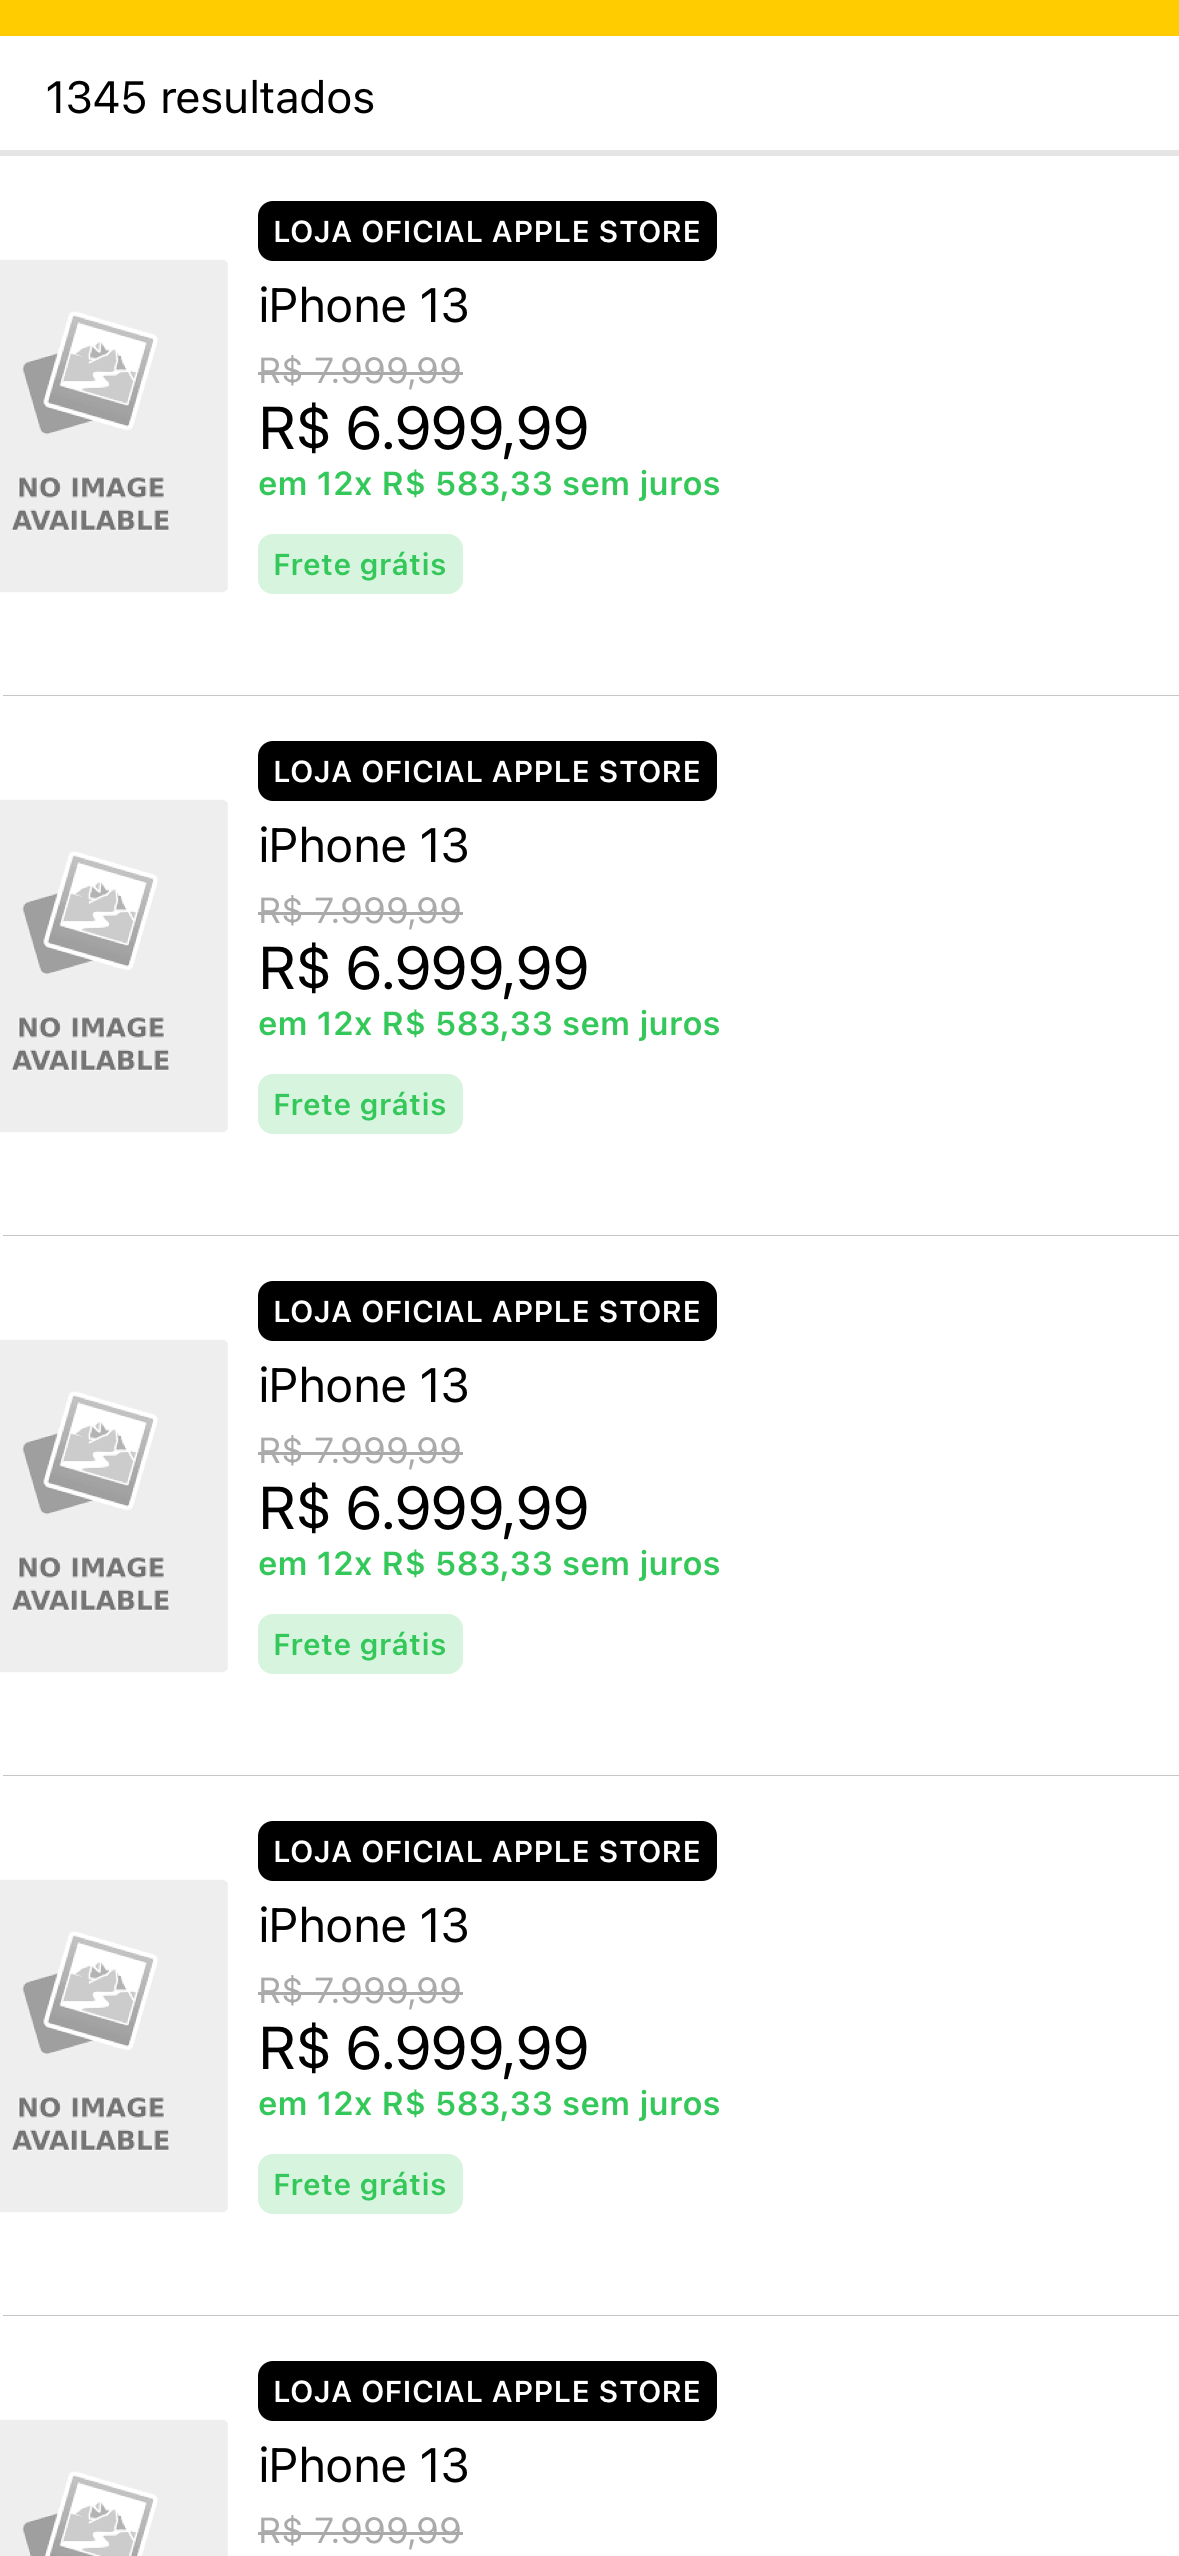 1345 resultados
LOJA OFICIAL APPLE STORE
iPhone 13
R$ 7.999,99
R$ 6.999,99
em 12x R$ 583,33 sem juros
Frete grátis
NO IMAGE
AVAILABLE
LOJA OFICIAL APPLE STORE
iPhone 13
R$ 7.999,99
R$ 6.999,99
em 12x R$ 583,33 sem juros
Frete grátis
NO IMAGE
AVAILABLE
LOJA OFICIAL APPLE STORE
iPhone 13
R$ 7.999,99
R$ 6.999,99
em 12x R$ 583,33 sem juros
Frete grátis
NO IMAGE
AVAILABLE
LOJA OFICIAL APPLE STORE
iPhone 13
R$ 7.999,99
R$ 6.999,99
em 12x R$ 583,33 sem juros
Frete grátis
NO IMAGE
AVAILABLE
LOJA OFICIAL APPLE STORE
iPhone 13
R$ 7.999,99